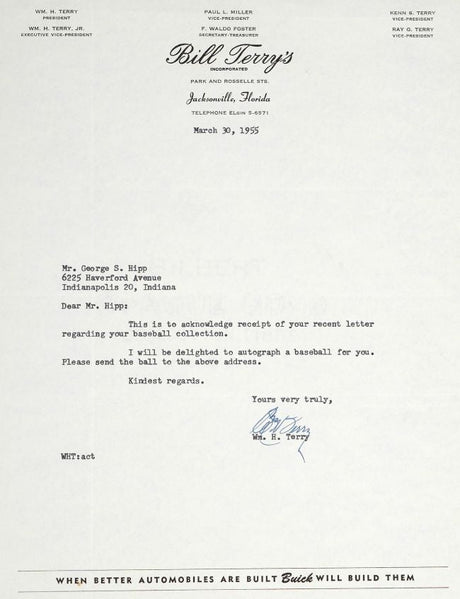 WM. H. TERRY
PRESIDENT
WM. H. TERRY, JR.
EXECUTIVE VICE-PRESIDENT
PAUL L. MILLER
VICE-PRESIDENT
F. WALDO FOSTER
SECRETARY-TREASURER
KENN S. TERRY
VICE-PRESIDENT
RAY G. TERRY
VICE-PRESIDENT
Bill Terry's
INCORPORATED
PARK AND ROSSELLE STS.
Jacksonville, Florida
TELEPHONE ELGIN 5-6971
March 30, 1955
Mr. George S. Hipp
6225 Haverford Avenue
Indianapolis 20, Indiana
Dear Mr. Hipp:
This is to acknowledge receipt of your recent letter
regarding your baseball collection.
I will be delighted to autograph a baseball for you.
Please send the ball to the above address.
Kindest regards.
Yours very truly,
Bill Terry
Wm. H. Terry
WHT:act
WHEN BETTER AUTOMOBILES ARE BUILT Buick WILL BUILD THEM